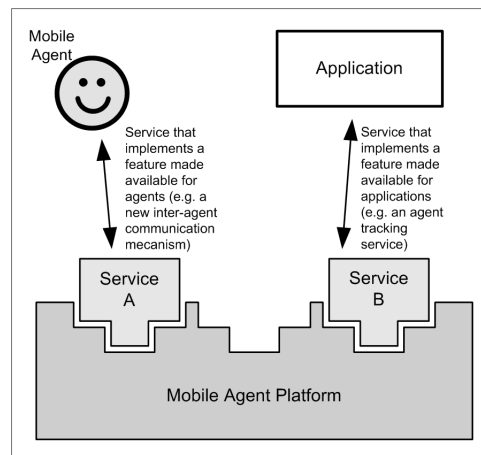 Mobile
Agent
Application
Service that
implements a
feature made
available for
agents (e.g. a
new inter-agent
communication
mecanism)
Service that
implements a
feature made
available for
applications
(e.g. an agent
tracking
service)
Service
A
Service
B
Mobile Agent Platform